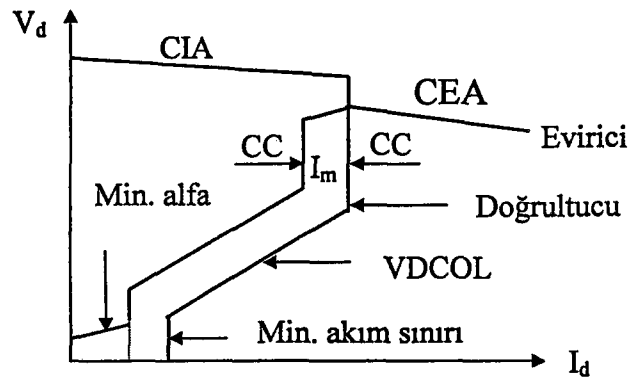 V_d
CIA
CEA
Evirici
CC
I_m
CC
Min. alfa
Doğrultucu
VDCOL
Min. akım sınırı
I_d